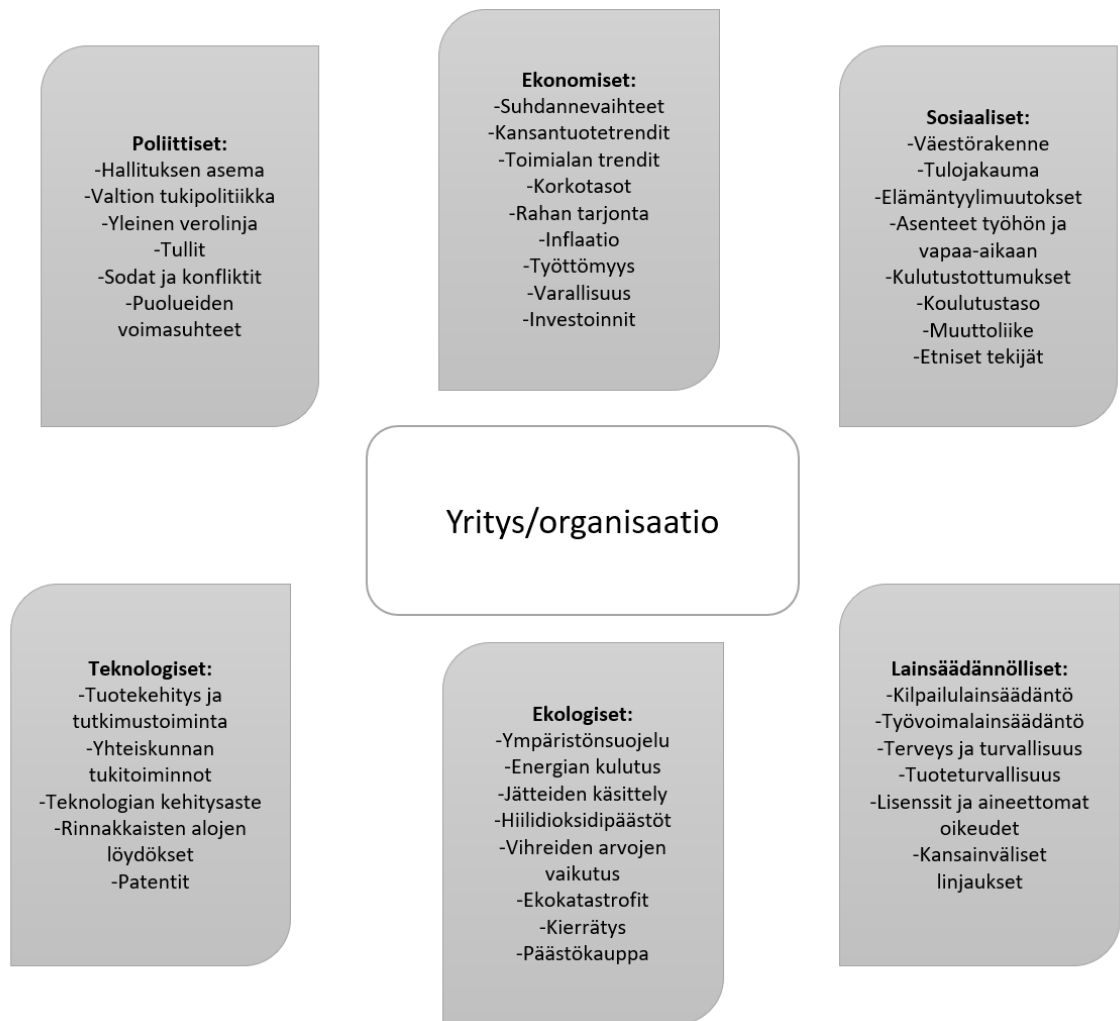 Poliittiset:
-Hallituksen asema
-Valtion tukipolitiikka
-Yleinen verolinja
-Tullit
-Sodat ja konfliktit
-Puolueiden
voimasuhteet
Ekonomiset:
-Suhdannevaihteet
-Kansantuotetrendit
-Toimialan trendit
-Korkotasot
-Rahan tarjonta
-Inflaatio
-Työttömyys
-Varallisuus
-Investoinnit
Sosiaaliset:
-Väestörakenne
-Tulojakauma
-Elämäntyylimuutokset
-Asenteet työhön ja
vapaa-aikaan
-Kulutustottumukset
-Koulutustaso
-Muuttoliike
-Etniset tekijät
Yritys/organisaatio
Teknologiset:
-Tuotekehitys ja
tutkimustoiminta
-Yhteiskunnan
tukitoiminnot
-Teknologian kehitysaste
-Rinnakkaisten alojen
löydökset
-Patentit
Ekologiset:
-Ympäristönsuojelu
-Energian kulutus
-Jätteiden käsittely
-Hiilidioksidipäästöt
-Vihreiden arvojen
vaikutus
-Ekokatastrofit
-Kierrätys
-Päästökauppa
Lainsäädännölliset:
-Kilpailulainsäädäntö
-Työvoimalainsäädäntö
-Terveys ja turvallisuus
-Tuoteturvallisuus
-Lisenssit ja aineettomat
oikeudet
-Kansainväliset
linjaukset